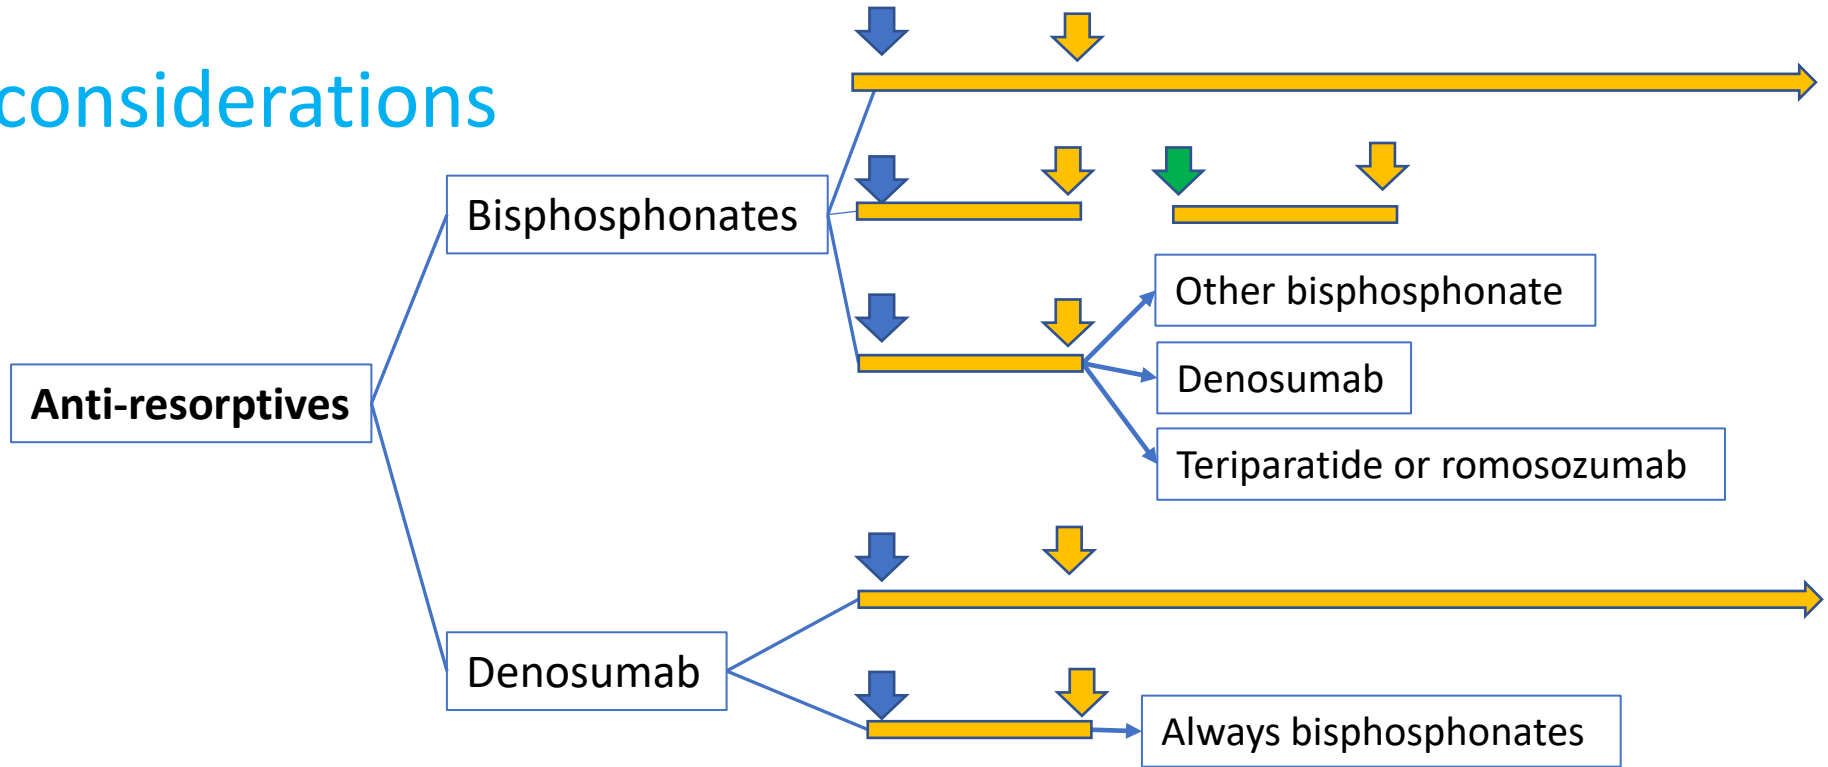 considerations
Bisphosphonates
Other bisphosphonate
Denosumab
Anti-resorptives
Teriparatide or romosozumab
Denosumab
Always bisphosphonates